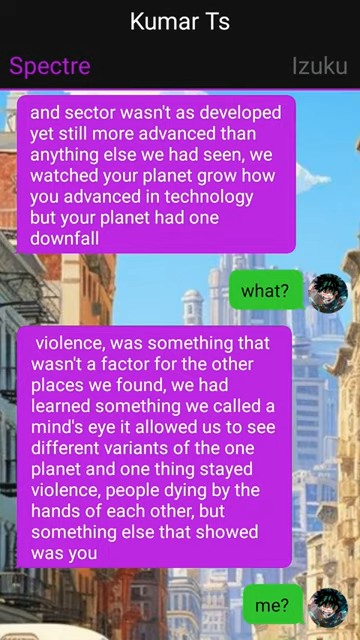 Kumar Ts
Spectre
Izuku
and sector wasn't as developed
yet still more advanced than
anything else we had seen, we
watched your planet grow how
you advanced in technology
but your planet had one
downfall
what?
violence, was something that
wasn't a factor for the other
places we found, we had
learned something we called a
mind's eye it allowed us to see
different variants of the one
planet and one thing stayed
violence, people dying by the
hands of each other, but
something else that showed
was you
me?